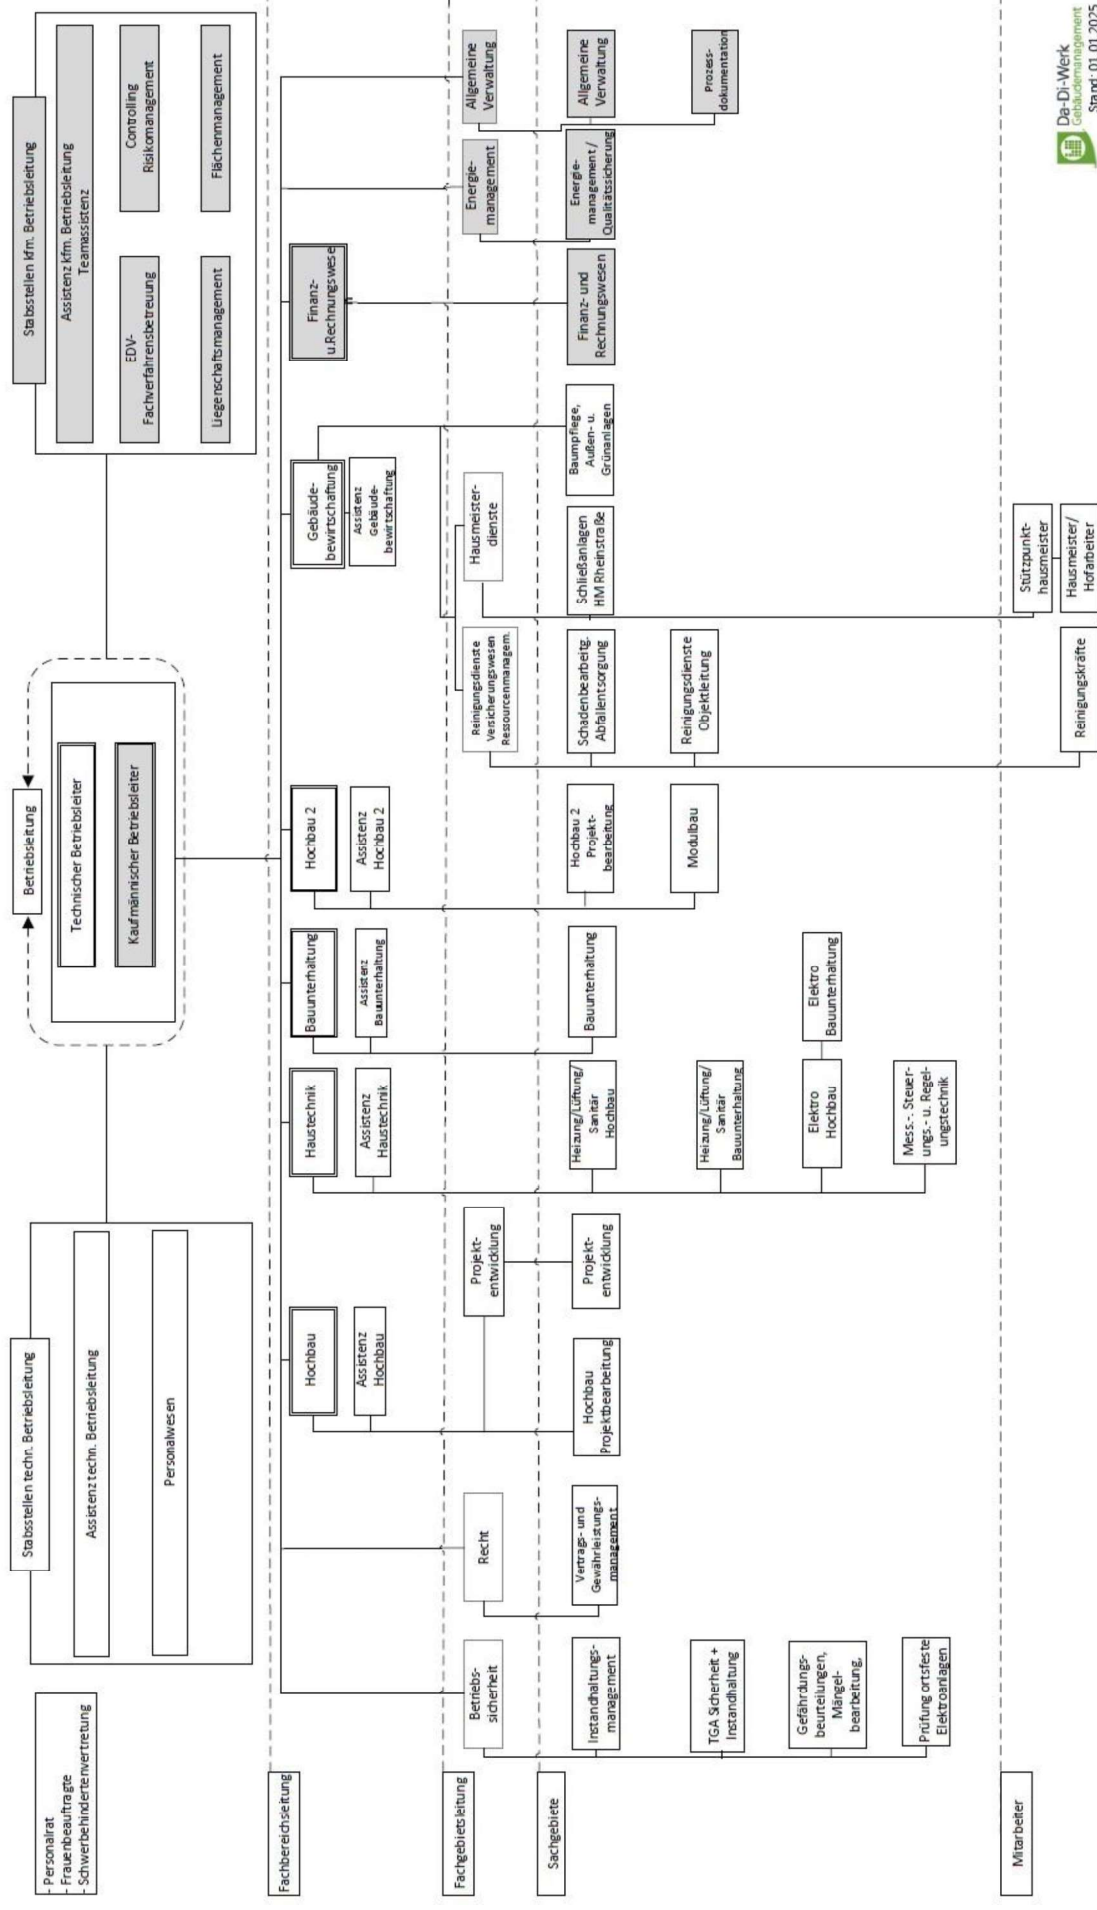 - Personalrat
- Frauenbeauftragte
- Schwerbehindertenvertretung
Stabsstellen techn. Betriebsleitung
Assistenz techn. Betriebsleitung
Personalwesen
Betriebsleitung
Technischer Betriebsleiter
Kaufmännischer Betriebsleiter
Stabsstellen kfm. Betriebsleitung
Assistenz kfm. Betriebsleitung
Teamassistenz
EDV-
Fachverfahrensbetreuung
Controlling
Risikomanagement
Liegenschaftsmanagement
Flächenmanagement
Fachbereichsleitung
Hochbau
Assistenz
Hochbau
Haustechnik
Assistenz
Haustechnik
Bauunterhaltung
Assistenz
Bauunterhaltung
Hochbau 2
Assistenz
Hochbau 2
Gebäude-
bewirtschaftung
Assistenz
Gebäude-
bewirtschaftung
Finanz-
u.Rechnungswese
n
Fachgebietsleitung
Betriebs-
sicherheit
Recht
Projekt-
entwicklung
Reinigungsdienste
Versicherungswesen
Ressourcenmanagem.
Hausmeister-
dienste
Energie-
management
Allgemeine
Verwaltung
Sachgebiete
Instandhaltungs-
management
Vertrags- und
Gewährleistungs-
management
Hochbau
Projektbearbeitung
Projekt-
entwicklung
Heizung/Lüftung/
Sanitär
Hochbau
Bauunterhaltung
Hochbau 2
Projekt-
bearbeitung
Schadenbearbeitg.
Abfallentsorgung
Schließanlagen
HM Rheinstraße
Baumpflege,
Außen- u.
Grünanlagen
Finanz- und
Rechnungswesen
Energie-
management /
Qualitätssicherung
Allgemeine
Verwaltung
TGA Sicherheit +
Instandhaltung
Heizung/Lüftung/
Sanitär
Bauunterhaltung
Modulbau
Reinigungsdienste
Objektleitung
Prozess-
dokumentation
Gefährdungs-
beurteilungen,
Mängel-
bearbeitung,
Elektro
Hochbau
Elektro
Bauunterhaltung
Prüfung ortsfeste
Elektroanlagen
Mess.-. Steuer-
ungs.- u. Regel-
ungstechnik
Mitarbeiter
Stützpunkt-
hausmeister
Reinigungskräfte
Hausmeister/
Hofarbeiter
Da-Di-Werk
Gebäudemanagement
Stand: 01.01.2025